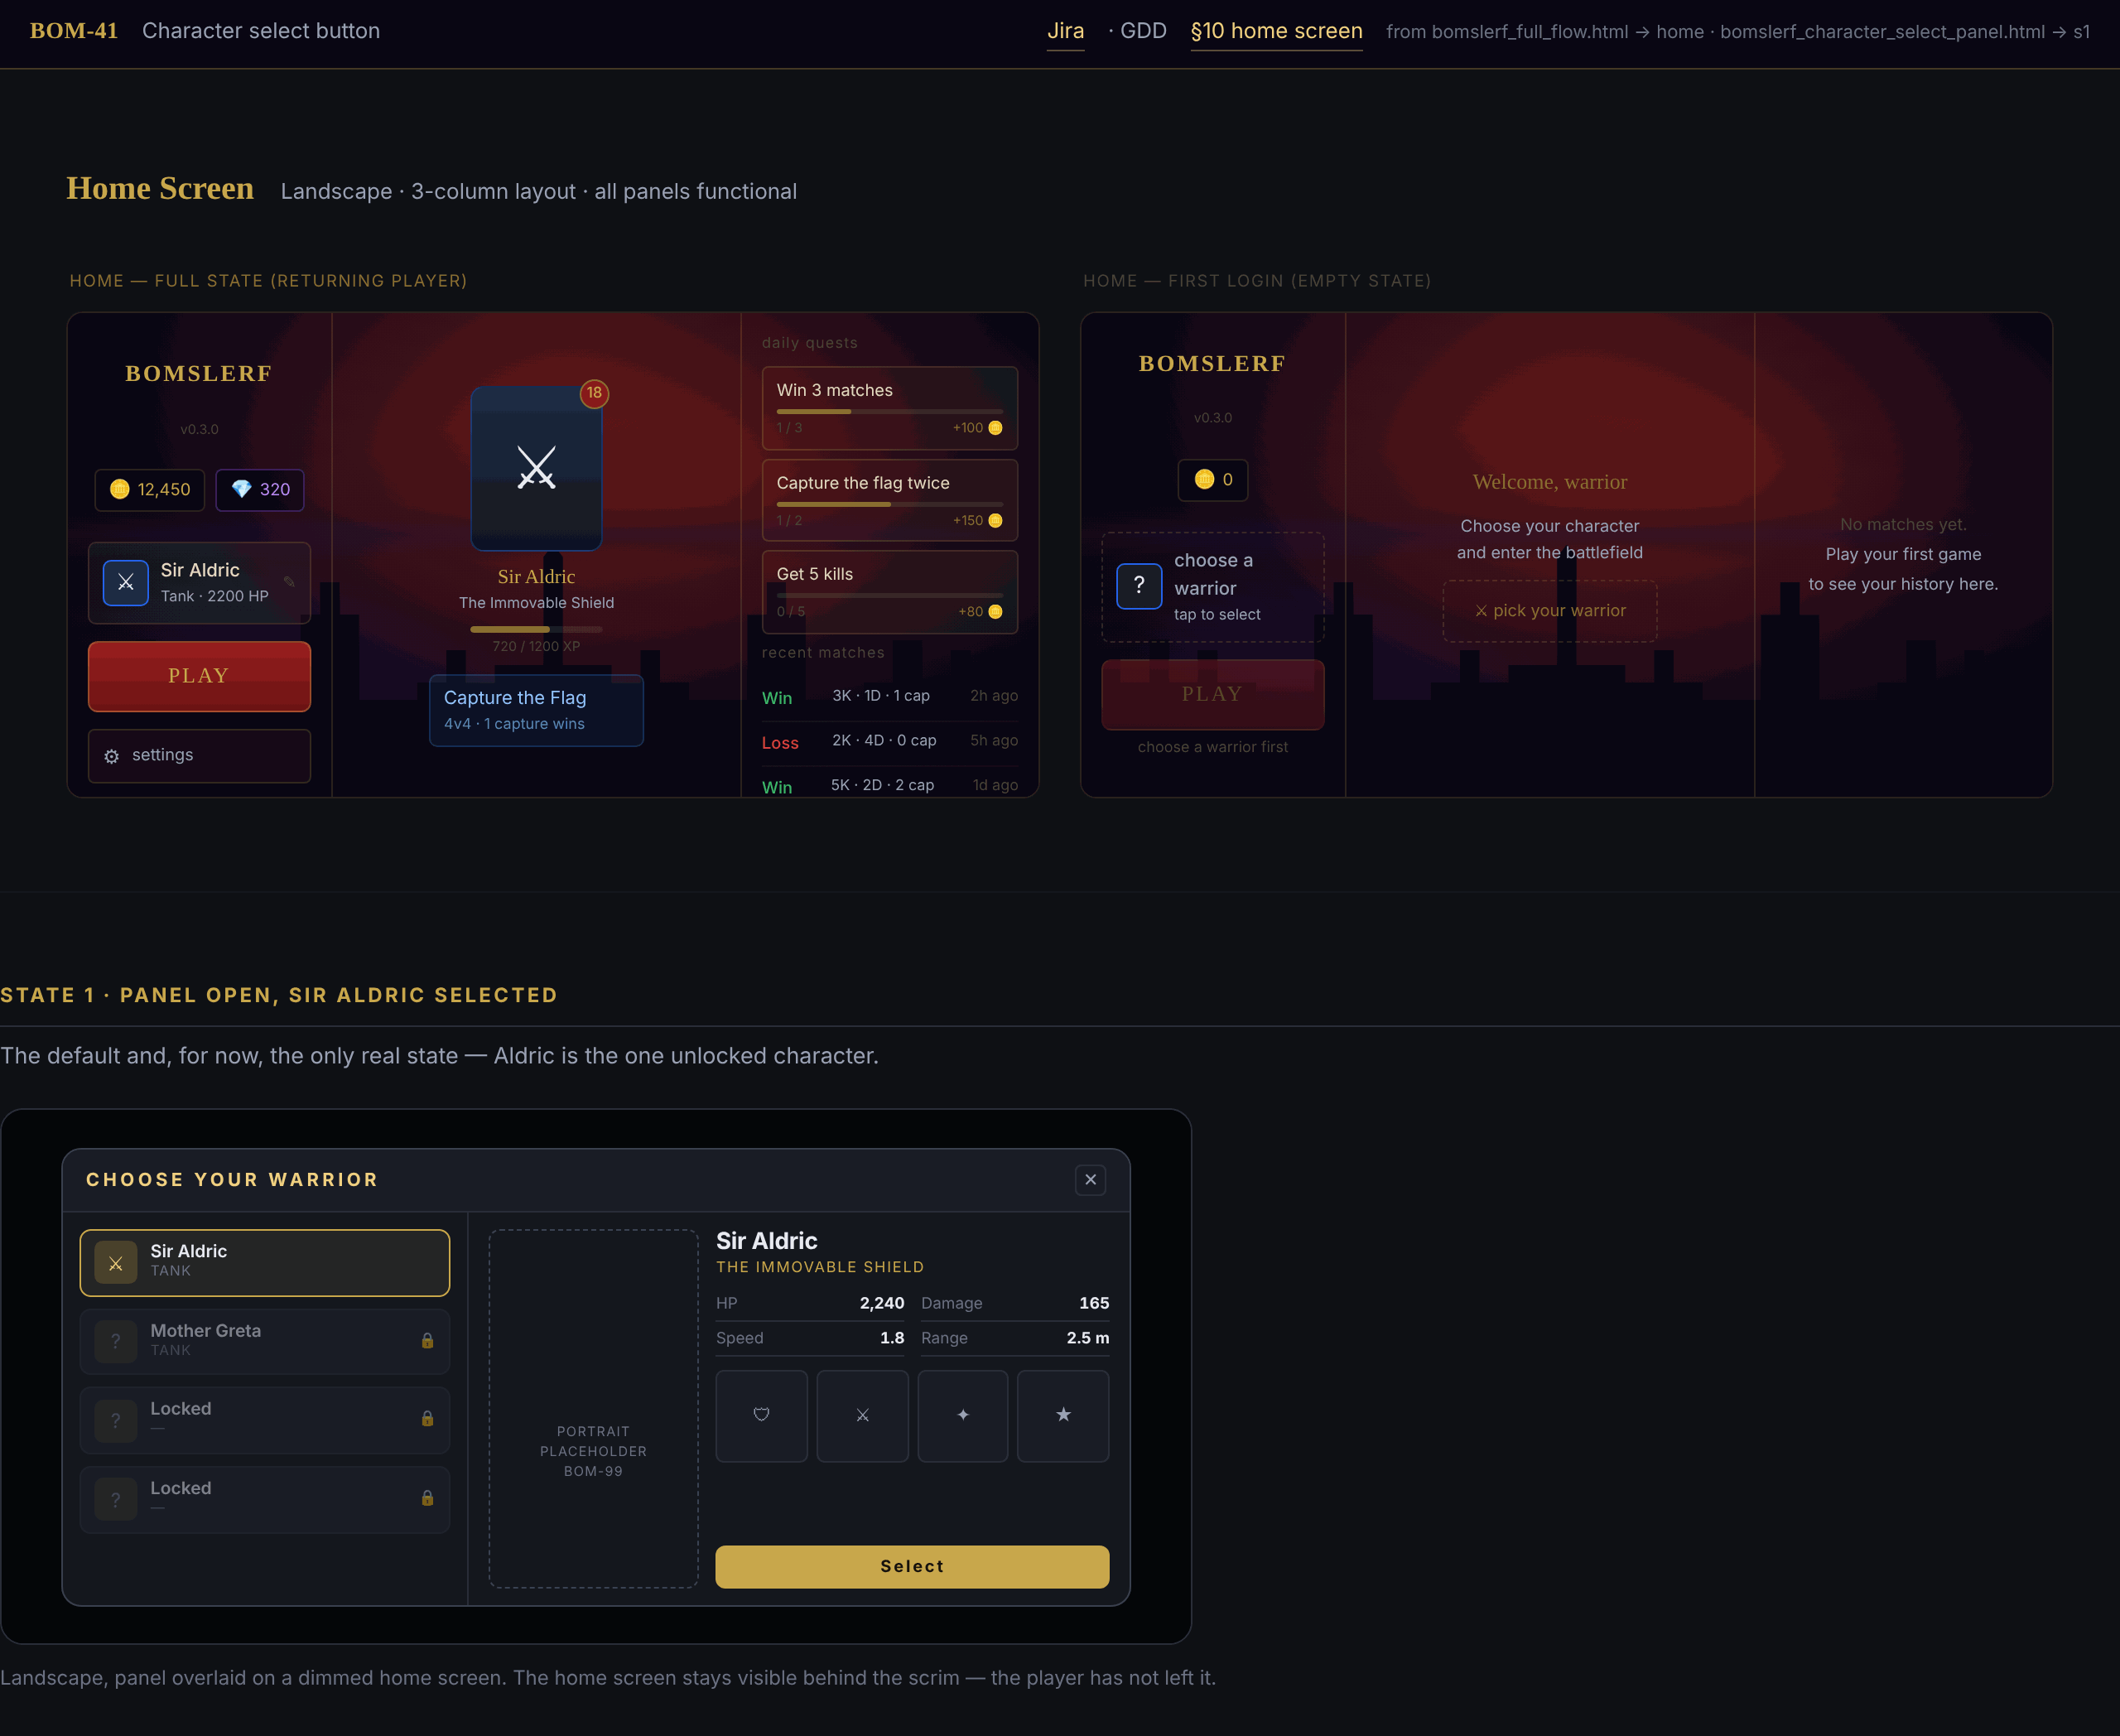 BOM-41 Character select button
Jira · GDD §10 home screen from bomslerf_full_flow.html → home · bomslerf_character_select_panel.html → s1
Home Screen Landscape · 3-column layout · all panels functional
HOME — FULL STATE (RETURNING PLAYER)
BOMSLERF
v0.3.0
12,450
320
Sir Aldric
Tank · 2200 HP
PLAY
settings
18
Sir Aldric
The Immovable Shield
720 / 1200 XP
Capture the Flag
4v4 · 1 capture wins
daily quests
Win 3 matches
1 / 3 +100
Capture the flag twice
1 / 2 +150
Get 5 kills
0 / 5 +80
recent matches
Win 3K · 1D · 1 cap 2h ago
Loss 2K · 4D · 0 cap 5h ago
Win 5K · 2D · 2 cap 1d ago
HOME — FIRST LOGIN (EMPTY STATE)
BOMSLERF
v0.3.0
0
?
choose a
warrior
tap to select
PLAY
choose a warrior first
Welcome, warrior
Choose your character
and enter the battlefield
⚔ pick your warrior
No matches yet.
Play your first game
to see your history here.
STATE 1 · PANEL OPEN, SIR ALDRIC SELECTED
The default and, for now, the only real state — Aldric is the one unlocked character.
CHOOSE YOUR WARRIOR ✕
Sir Aldric
TANK
?
Mother Greta
TANK
?
Locked
—
?
Locked
—
PORTRAIT
PLACEHOLDER
BOM-99
Sir Aldric
THE IMMOVABLE SHIELD
HP 2,240 Damage 165
Speed 1.8 Range 2.5 m
Select
Landscape, panel overlaid on a dimmed home screen. The home screen stays visible behind the scrim — the player has not left it.